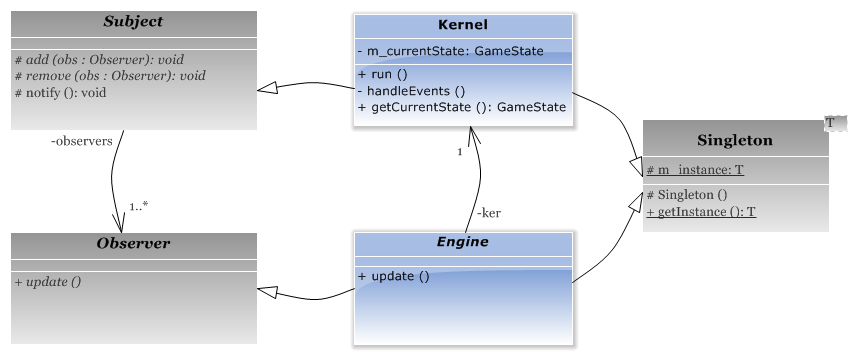 Subject
# add (obs : Observer): void
# remove (obs : Observer): void
# notify (): void
-observers
1..*
Observer
+ update ()
Kernel
- m_currentState: GameState
+ run ()
- handleEvents ()
+ getCurrentState (): GameState
1
-ker
Engine
+ update ()
T
Singleton
# m_instance: T
# Singleton ()
+ getInstance (): T